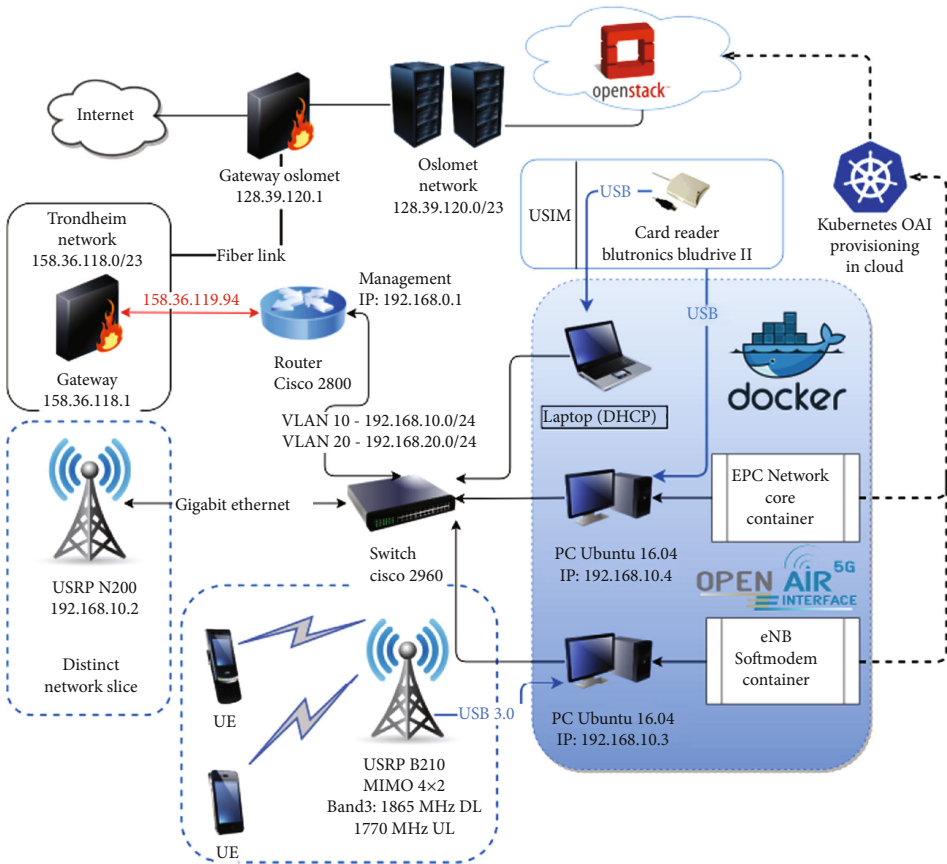 Internet
Gateway oslomet
128.39.120.1
Oslomet
network
128.39.120.0/23
openstack™
Kubernetes OAI
provisioning
in cloud
USIM
USB
Card reader
blutronics bludrive II
USB
Trondheim
network
158.36.118.0/23
Fiber link
Gateway
158.36.118.1
158.36.119.94
Management
IP: 192.168.0.1
Router
Cisco 2800
VLAN 10 - 192.168.10.0/24
VLAN 20 - 192.168.20.0/24
docker
Laptop (DHCP)
USRP N200
192.168.10.2
Distinct
network slice
Gigabit ethernet
Switch
cisco 2960
PC Ubuntu 16.04
IP: 192.168.10.4
EPC Network
core
container
OPEN AIR 5G
INTERFACE
eNB
Softmodem
container
PC Ubuntu 16.04
IP: 192.168.10.3
USB 3.0
UE
UE
USRP B210
MIMO 4×2
Band3: 1865 MHz DL
1770 MHz UL